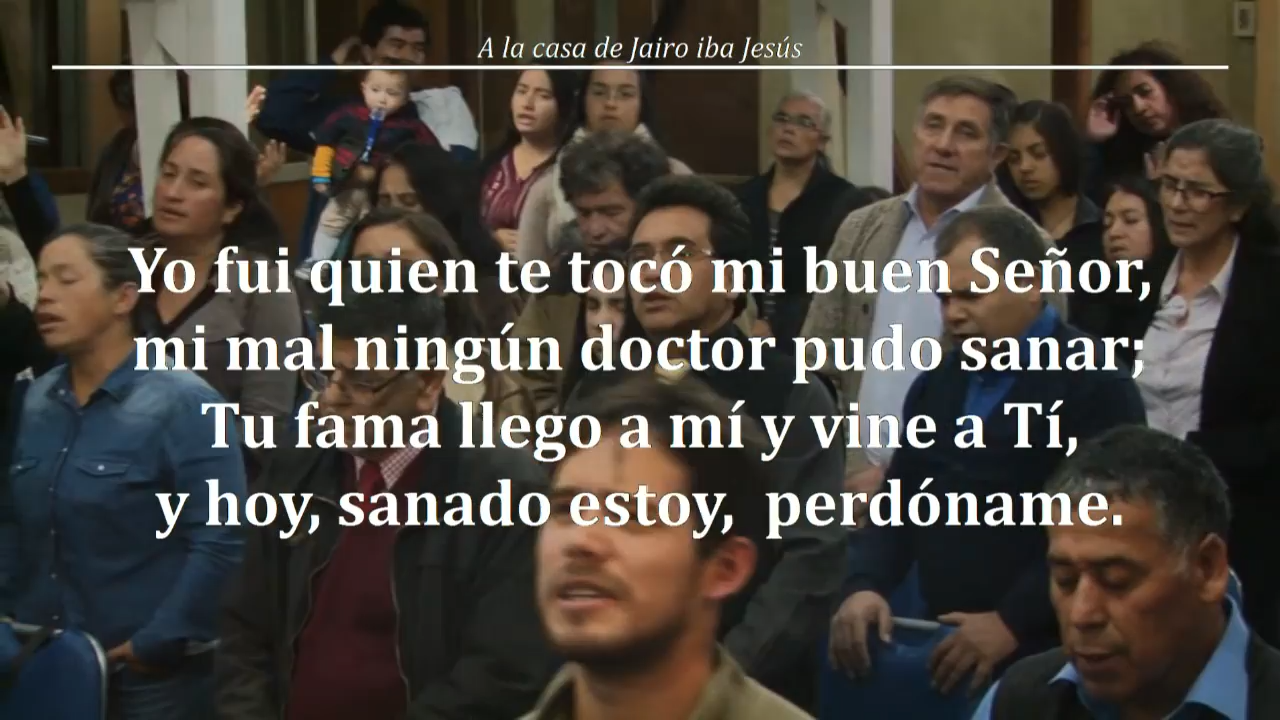 A la casa de Jairo iba Jesús
Yo fui quien te tocó mi buen Señor,
mi mal ningún doctor pudo sanar;
Tu fama llego a mí y vine a Tí,
y hoy, sanado estoy, perdóname.